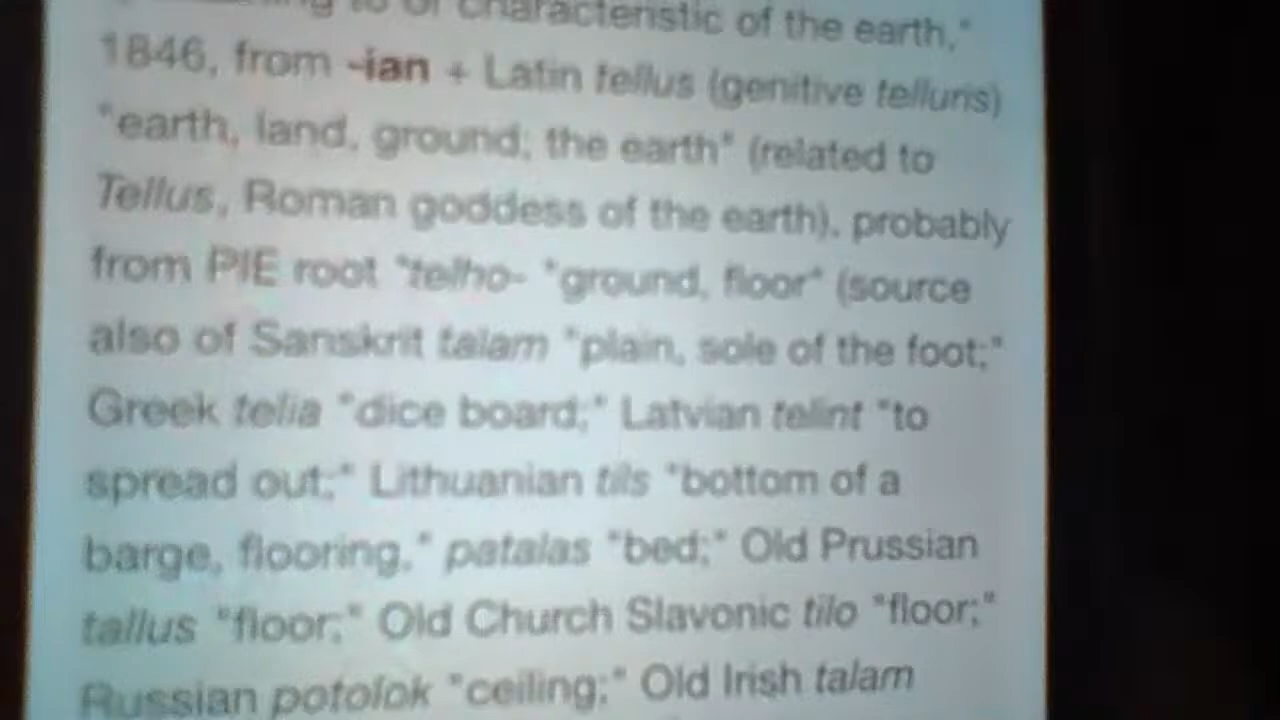 to or characteristic of the earth,"
1846, from -ian + Latin tellus (genitive telluris)
"earth, land, ground; the earth" (related to
Tellus, Roman goddess of the earth), probably
from PIE root *telho- "ground, floor" (source
also of Sanskrit talam "plain, sole of the foot;"
Greek telia "dice board;" Latvian telint "to
spread out;" Lithuanian tils "bottom of a
barge, flooring," patalas "bed;" Old Prussian
tallus "floor;" Old Church Slavonic tilo "floor;"
Russian potolok "ceiling;" Old Irish talam